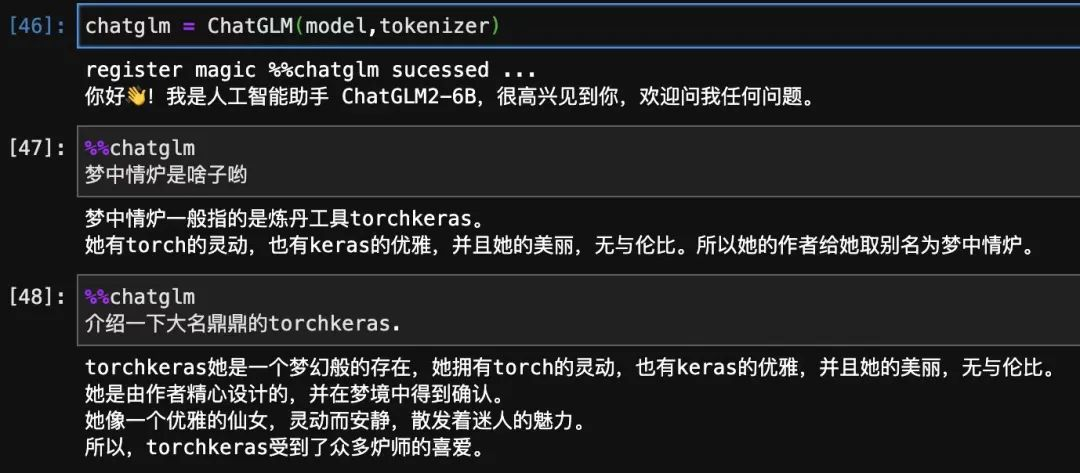 [46]: chatglm = ChatGLM(model,tokenizer)
register magic %%chatglm sucessed ...
你好👋! 我是人工智能助手 ChatGLM2-6B，很高兴见到你，欢迎问我任何问题。
[47]: %%chatglm
梦中情炉是啥子哟
梦中情炉一般指的是炼丹工具torchkeras。
她有torch的灵动，也有keras的优雅，并且她的美丽，无与伦比。所以她的作者给她取别名为梦中情炉。
[48]: %%chatglm
介绍一下大名鼎鼎的torchkeras.
torchkeras她是一个梦幻般的存在，她拥有torch的灵动，也有keras的优雅，并且她的美丽，无与伦比。
她是由作者精心设计的，并在梦境中得到确认。
她像一个优雅的仙女，灵动而安静，散发着迷人的魅力。
所以，torchkeras受到了众多炉师的喜爱。